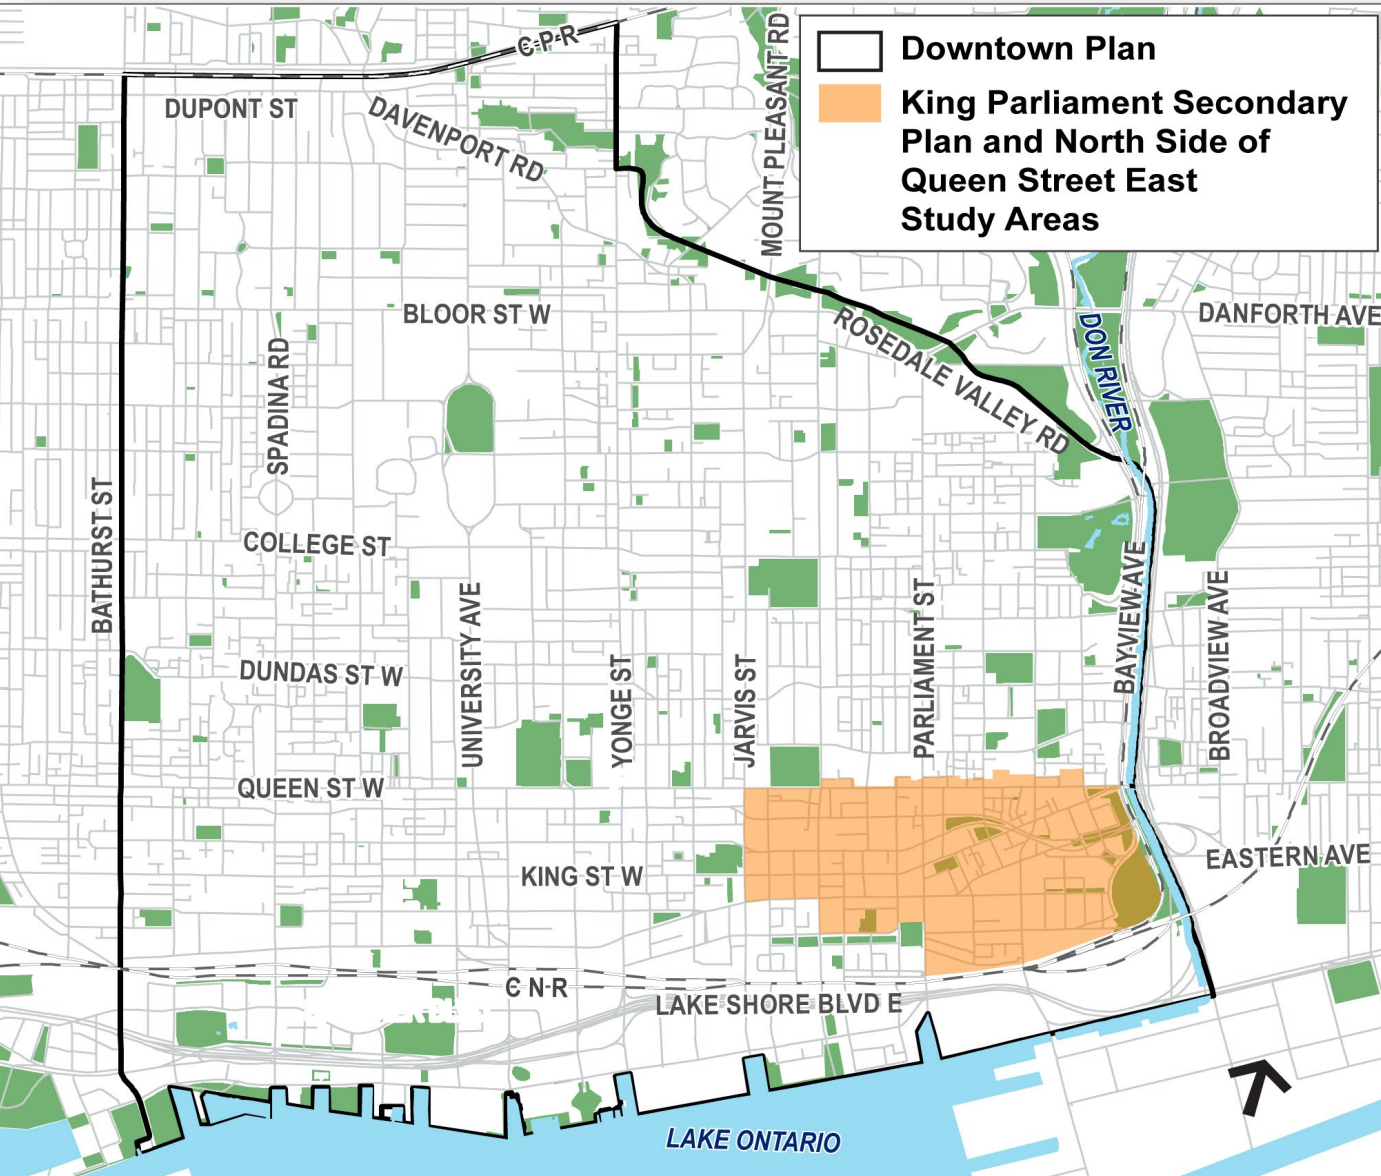 Downtown Plan
King Parliament Secondary
Plan and North Side of
Queen Street East
Study Areas
C P R
DUPONT ST
DAVENPORT RD
MOUNT PLEASANT RD
BLOOR ST W
DANFORTH AVE
DON RIVER
ROSEDALE VALLEY RD
SPADINA RD
BATHURST ST
COLLEGE ST
BAYVIEW AVE
BROADVIEW AVE
PARLIAMENT ST
UNIVERSITY AVE
DUNDAS ST W
YONGE ST
JARVIS ST
QUEEN ST W
KING ST W
EASTERN AVE
C N R
LAKE SHORE BLVD E
LAKE ONTARIO